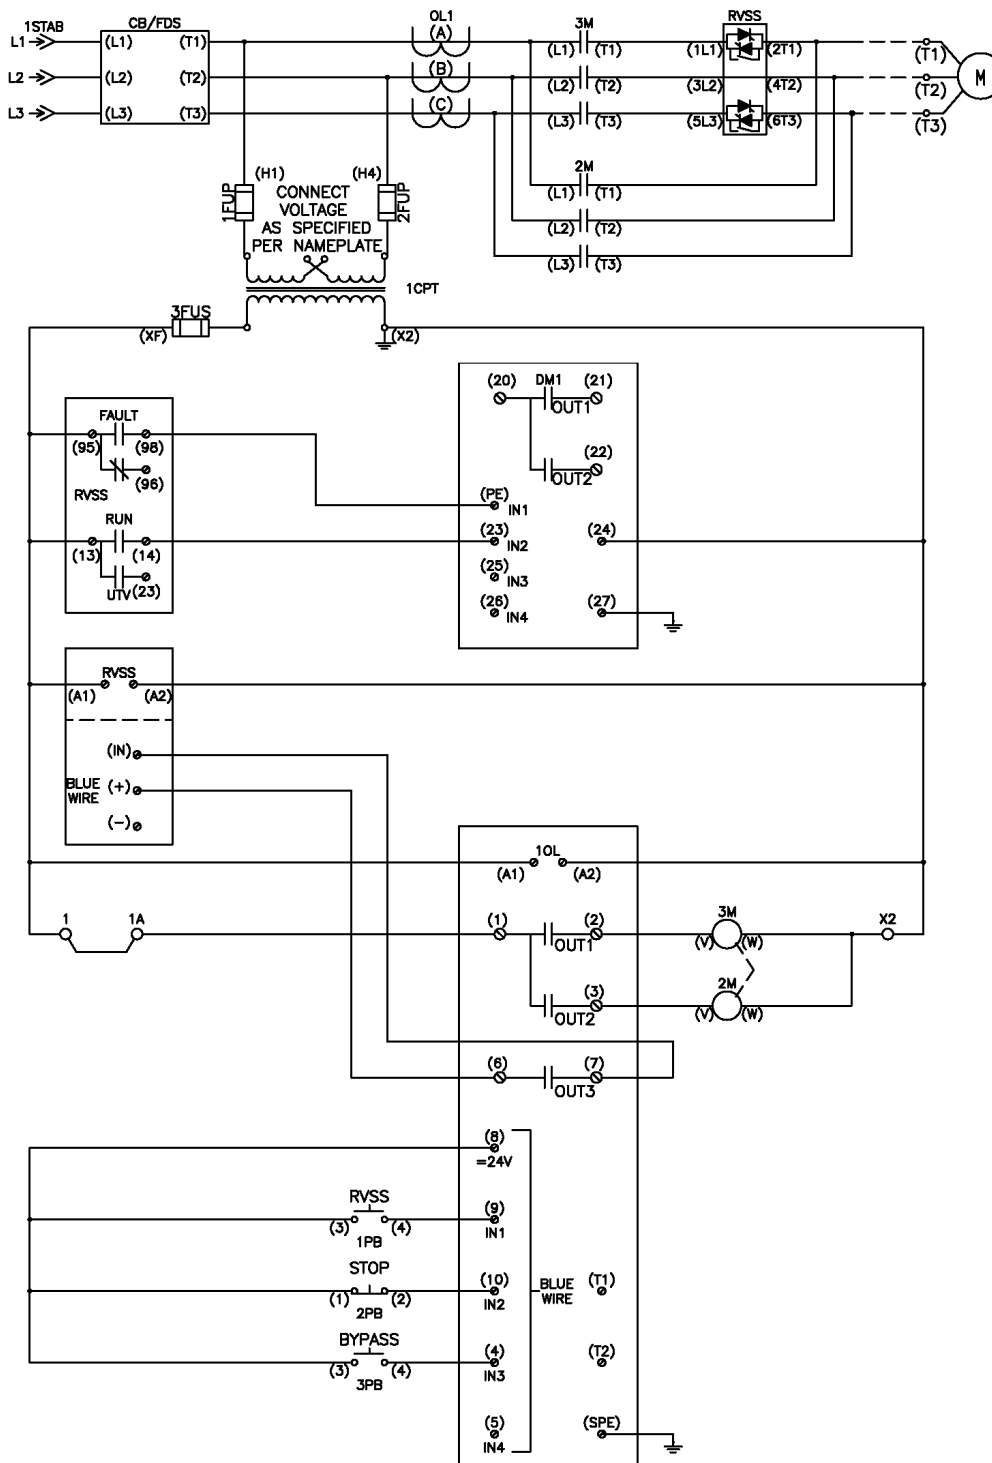 1STAB CB/FDS OL1 3M RVSS
L1 (L1) (T1) (A) (L1) (T1) (1L1) (2T1) (T1)
L2 (L2) (T2) (B) (L2) (T2) (3L2) (4T2) (T2) M
L3 (L3) (T3) (C) (L3) (T3) (5L3) (6T3) (T3)
2M
(L1) (T1)
(L2) (T2)
(L3) (T3)
1FUP (H1) (H4) 2FUP
CONNECT
VOLTAGE
AS SPECIFIED
PER NAMEPLATE
1CPT
3FUS
(XF) (X2)
FAULT
(95) (98)
(96)
RVSS
RUN
(13) (14)
UTV (23)
(20) DM1 (21)
OUT1
(22)
OUT2
(PE) IN1
(23) IN2 (24)
(25) IN3
(26) IN4 (27)
RVSS
(A1) (A2)
(IN)
BLUE (+)
WIRE
(-)
1OL
(A1) (A2)
1 1A (1) (2) 3M X2
OUT1 (V) (W)
(3) 2M
OUT2 (V) (W)
(6) (7)
OUT3
(8)
=24V
RVSS (9)
(3) (4) IN1
1PB
STOP (10) BLUE (T1)
(1) (2) IN2 WIRE
2PB
BYPASS (4) (T2)
(3) (4) IN3
3PB
(5) (SPE)
IN4